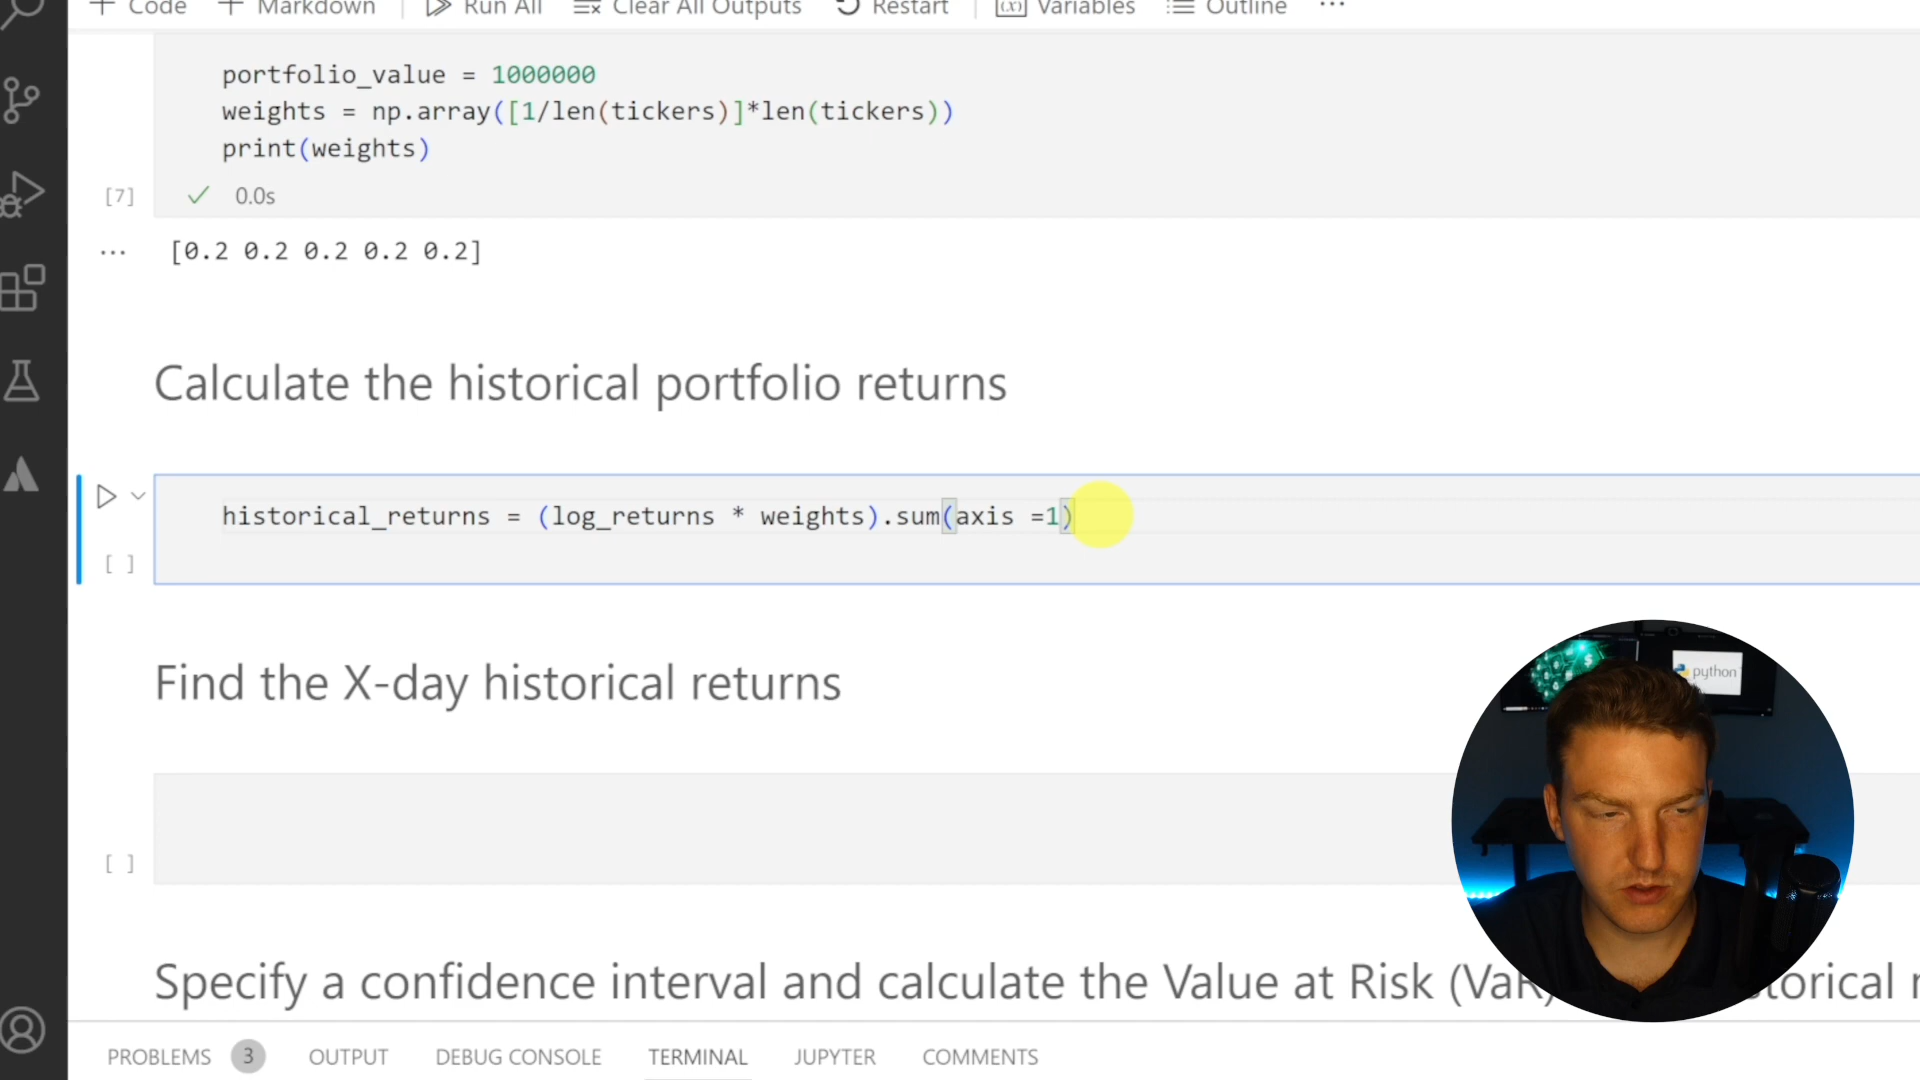 Code Markdown Run All Clear All Outputs Restart Variables Outline ...
portfolio_value = 1000000
weights = np.array([1/len(tickers)]*len(tickers))
print(weights)
[7] 0.0s
... [0.2 0.2 0.2 0.2 0.2]
Calculate the historical portfolio returns
historical_returns = (log_returns * weights).sum(axis =1)
[ ]
Find the X-day historical returns
python
[ ]
Specify a confidence interval and calculate the Value at Risk (VaR)
PROBLEMS 3 OUTPUT DEBUG CONSOLE TERMINAL JUPYTER COMMENTS